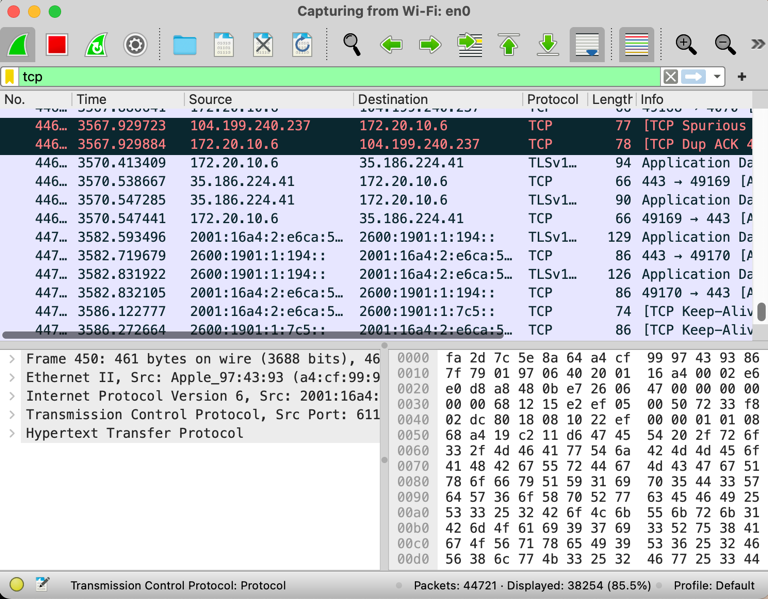 Capturing from Wi-Fi: en0
tcp
No. Time Source Destination Protocol Length Info
446… 3567.929723 104.199.240.237 172.20.10.6 TCP 77 [TCP Spurious
446… 3567.929884 172.20.10.6 104.199.240.237 TCP 78 [TCP Dup ACK 4
446… 3570.413409 172.20.10.6 35.186.224.41 TLSv1… 94 Application Da
446… 3570.538667 35.186.224.41 172.20.10.6 TCP 66 443 → 49169 [A
446… 3570.547285 35.186.224.41 172.20.10.6 TLSv1… 90 Application Da
446… 3570.547441 172.20.10.6 35.186.224.41 TCP 66 49169 → 443 [A
447… 3582.593496 2001:16a4:2:e6ca:5… 2600:1901:1:194:: TLSv1… 129 Application Da
447… 3582.719679 2600:1901:1:194:: 2001:16a4:2:e6ca:5… TCP 86 443 → 49170 [A
447… 3582.831922 2600:1901:1:194:: 2001:16a4:2:e6ca:5… TLSv1… 126 Application Da
447… 3582.832105 2001:16a4:2:e6ca:5… 2600:1901:1:194:: TCP 86 49170 → 443 [A
447… 3586.122777 2001:16a4:2:e6ca:5… 2600:1901:1:7c5:: TCP 74 [TCP Keep-Aliv
447… 3586.272664 2600:1901:1:7c5:: 2001:16a4:2:e6ca:5… TCP 86 [TCP Keep-Aliv
Frame 450: 461 bytes on wire (3688 bits), 46
Ethernet II, Src: Apple_97:43:93 (a4:cf:99:9
Internet Protocol Version 6, Src: 2001:16a4:
Transmission Control Protocol, Src Port: 611
Hypertext Transfer Protocol
0000 fa 2d 7c 5e 8a 64 a4 cf 99 97 43 93 86
0010 7f 79 01 97 06 40 20 01 16 a4 00 02 e6
0020 e0 d8 a8 48 0b e7 26 06 47 00 00 00 00
0030 00 00 68 12 15 e2 ef 05 00 50 72 33 f8
0040 02 dc 80 18 08 10 22 ef 00 00 01 01 08
0050 68 a4 19 c2 11 d6 47 45 54 20 2f 72 6f
0060 33 2f 4d 46 41 77 54 6a 42 4d 4d 45 6f
0070 41 48 42 67 55 72 44 67 4d 43 47 67 51
0080 78 6f 66 79 51 59 31 69 70 35 44 33 57
0090 64 57 36 6f 58 70 52 77 63 45 46 49 25
00a0 53 33 25 32 42 6f 4c 6b 55 6b 72 6b 31
00b0 42 6d 4f 61 69 39 37 69 33 52 75 38 41
00c0 67 4f 56 71 78 65 49 39 53 36 25 32 46
00d0 56 38 6c 77 4b 33 25 32 46 77 25 33 44
Transmission Control Protocol: Protocol
Packets: 44721 · Displayed: 38254 (85.5%)
Profile: Default